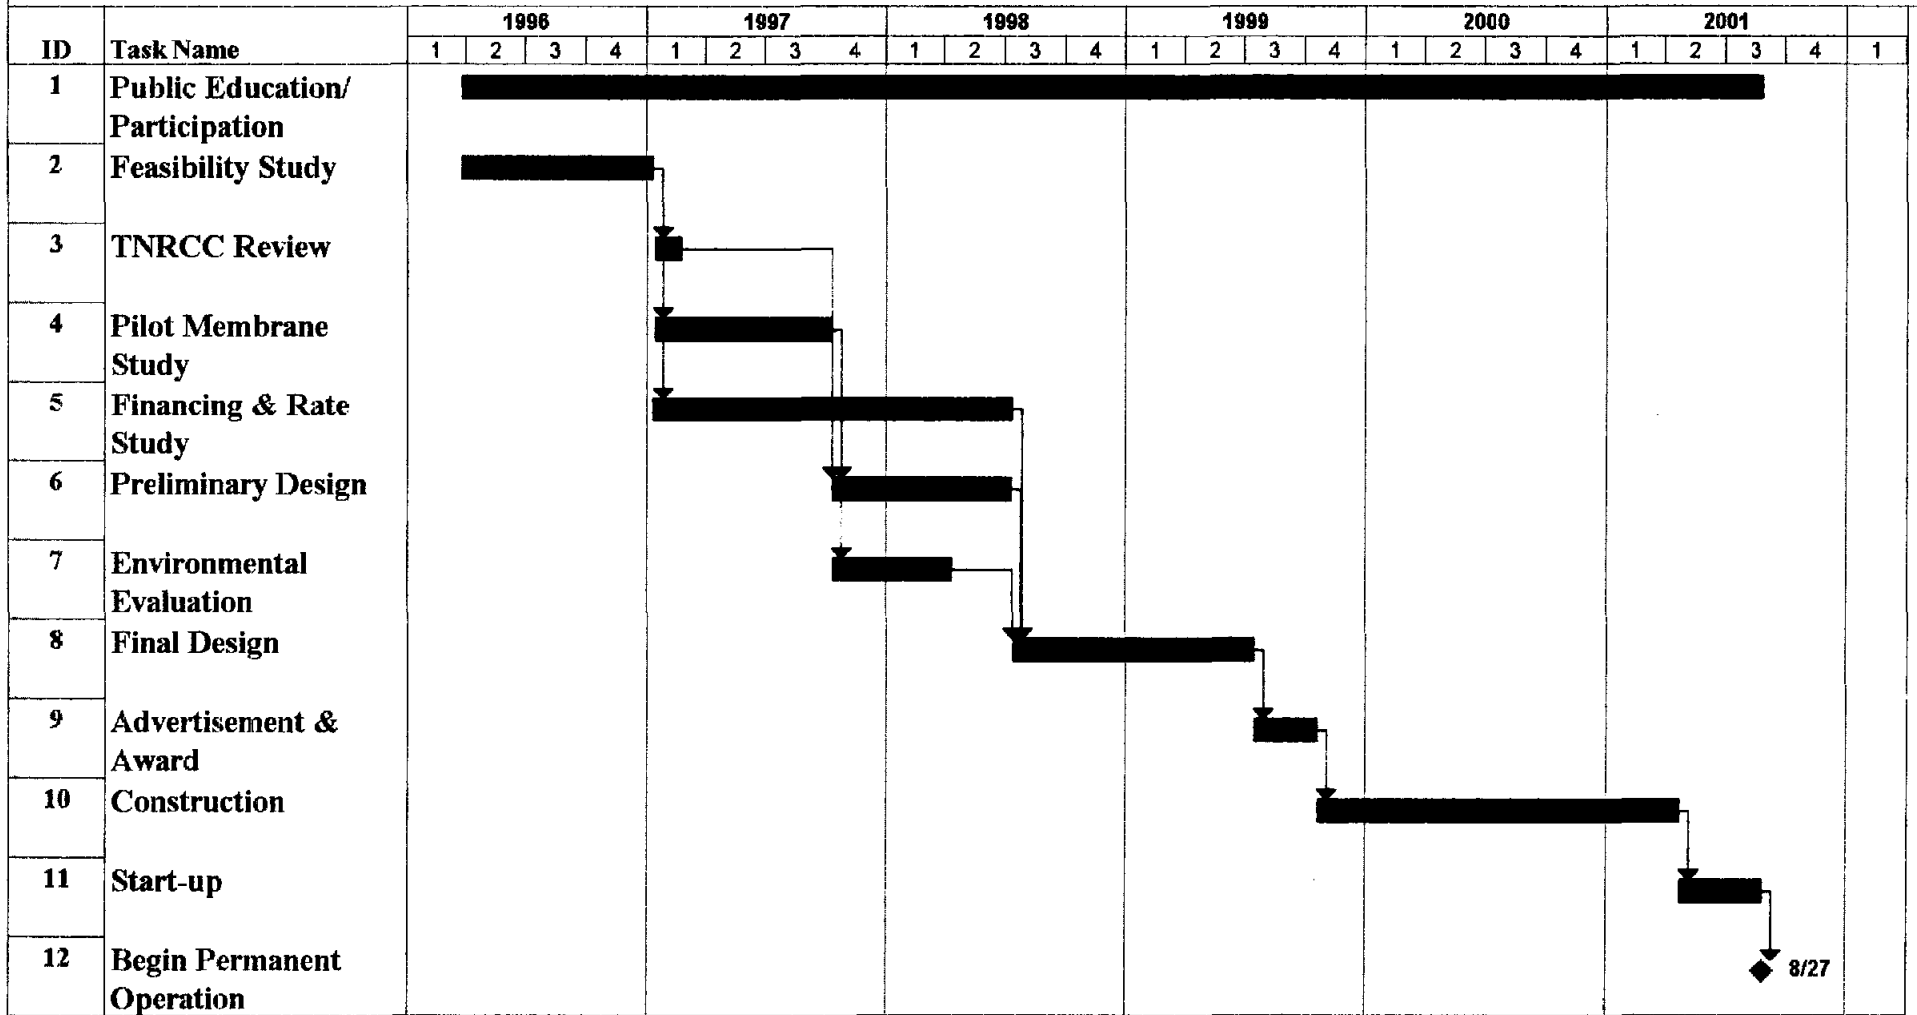 1996 1997 1998 1999 2000 2001
ID Task Name 1 2 3 4 1 2 3 4 1 2 3 4 1 2 3 4 1 2 3 4 1 2 3 4 1
1 Public Education/
Participation
2 Feasibility Study
3 TNRCC Review
4 Pilot Membrane
Study
5 Financing & Rate
Study
6 Preliminary Design
7 Environmental
Evaluation
8 Final Design
9 Advertisement &
Award
10 Construction
11 Start-up
12 Begin Permanent
8/27
Operation